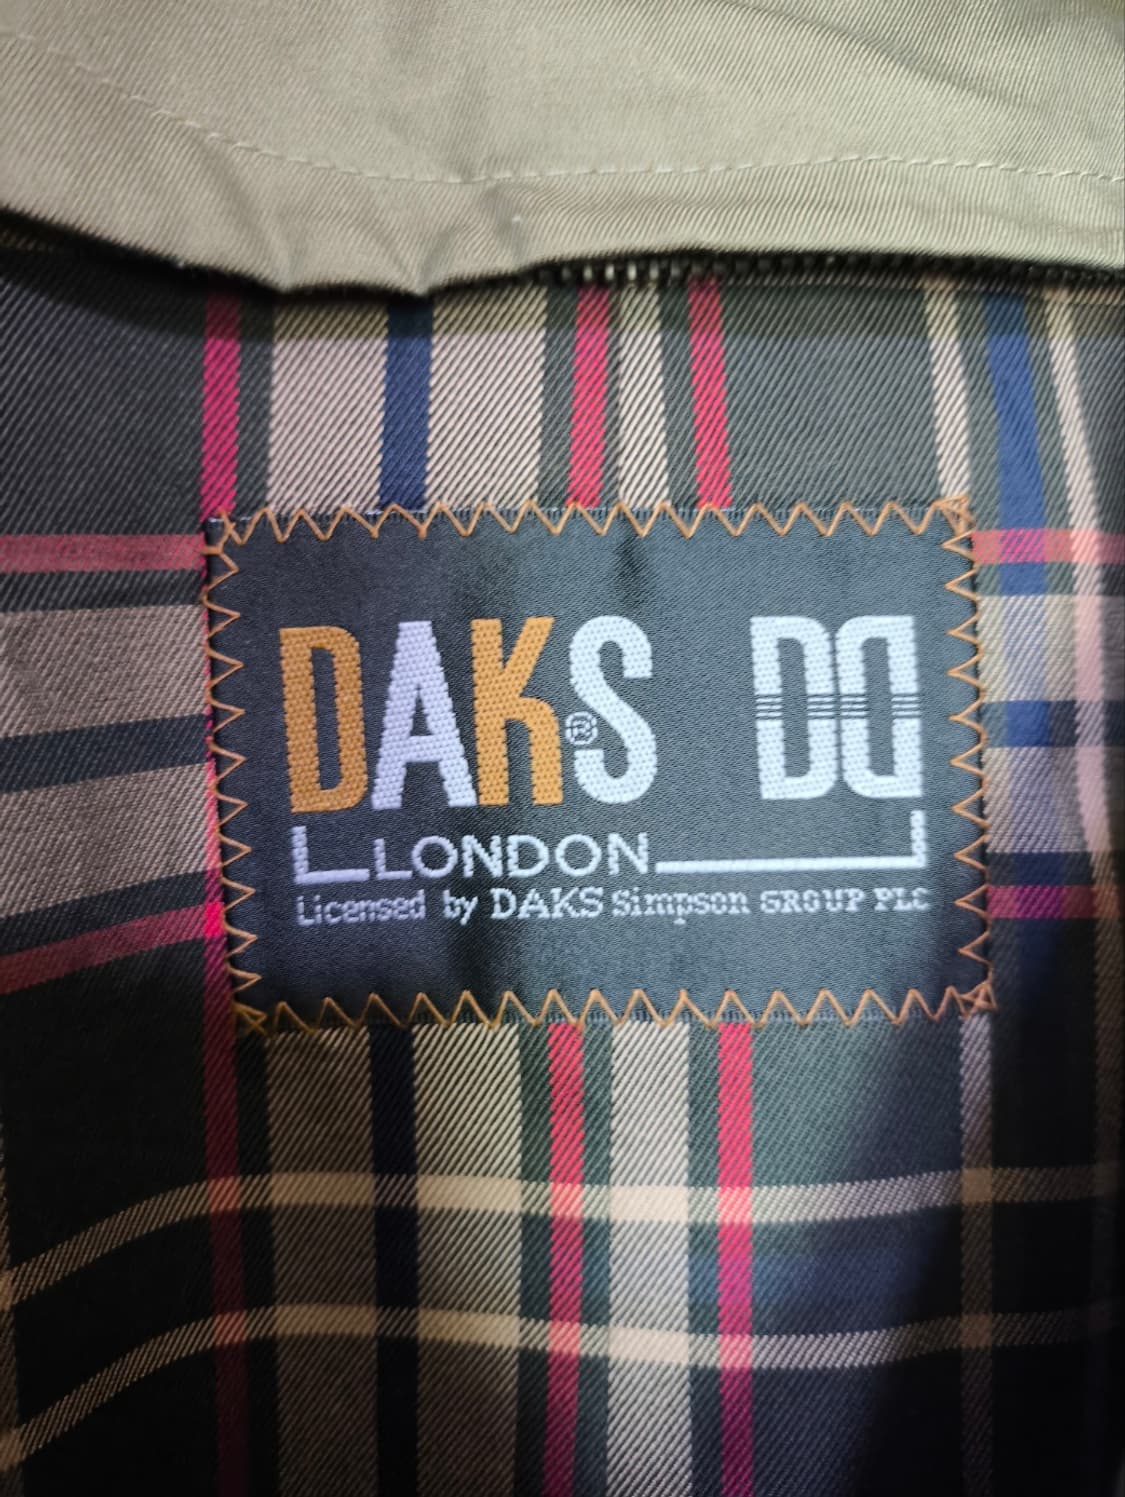 DAKS® DD
LONDON
Licensed by DAKS Simpson GROUP PLC